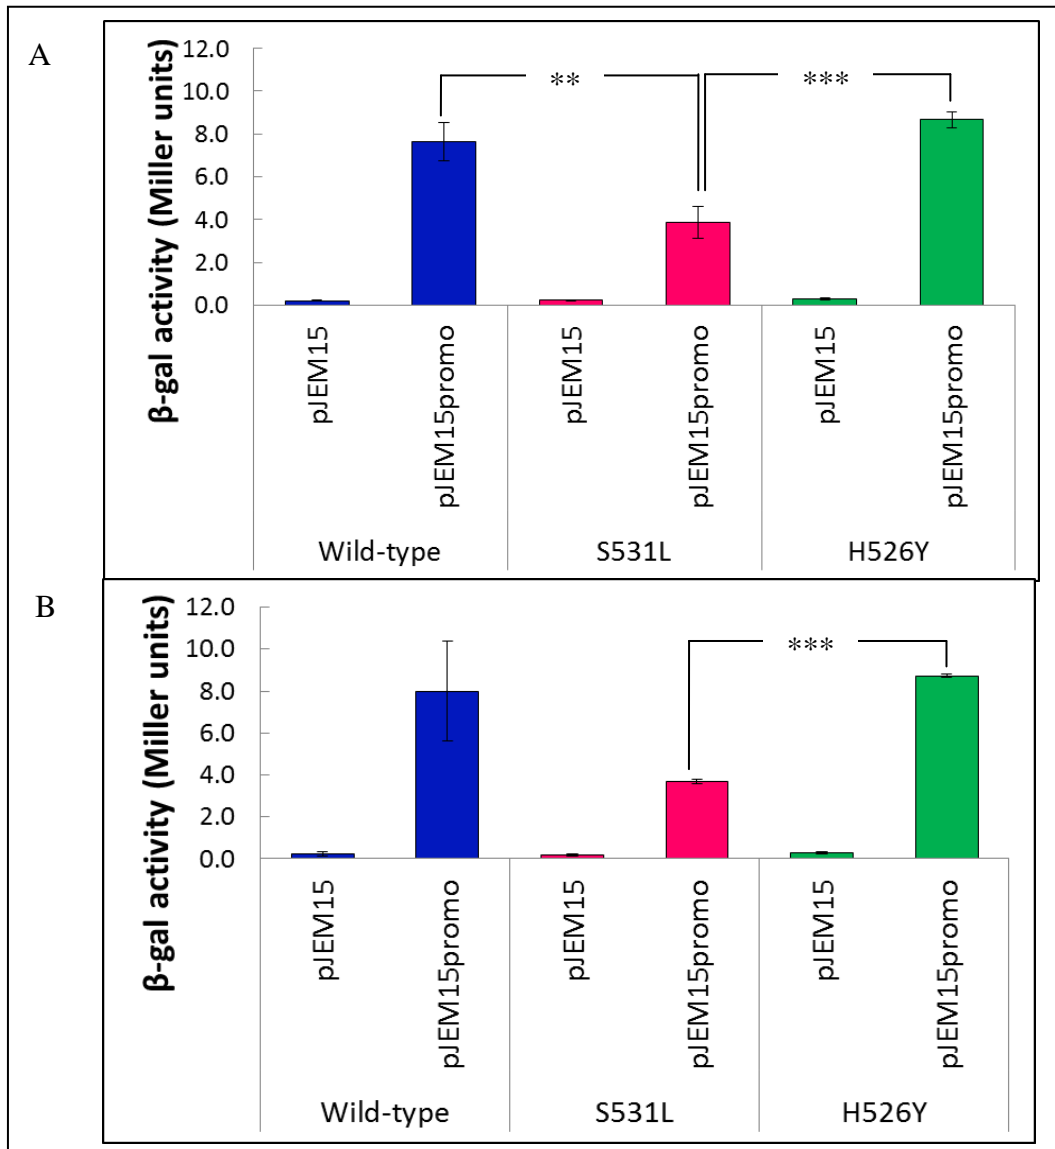 A
β-gal activity (Miller units)
12.0
10.0
8.0
6.0
4.0
2.0
0.0
**
***
pJEM15
pJEM15promo
pJEM15
pJEM15promo
pJEM15
pJEM15promo
Wild-type
S531L
H526Y
B
β-gal activity (Miller units)
12.0
10.0
8.0
6.0
4.0
2.0
0.0
***
pJEM15
pJEM15promo
pJEM15
pJEM15promo
pJEM15
pJEM15promo
Wild-type
S531L
H526Y